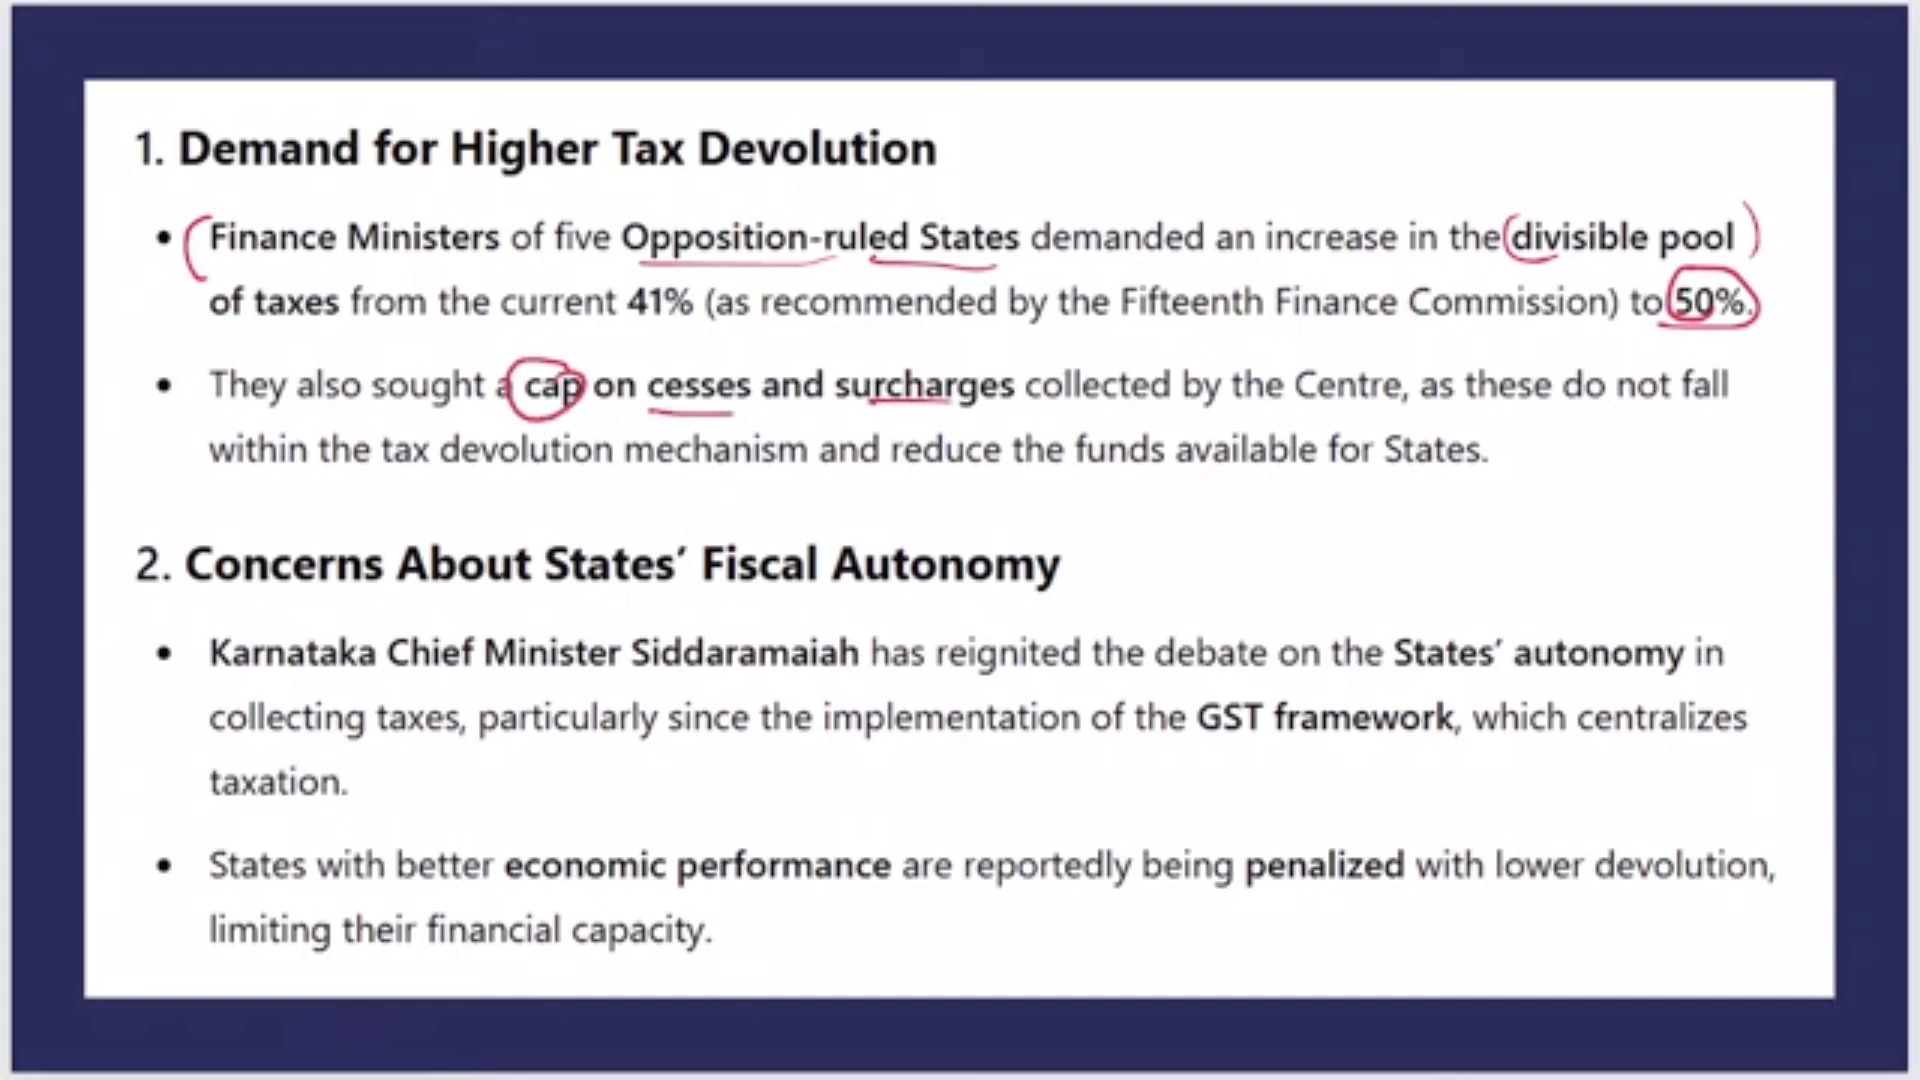 1. Demand for Higher Tax Devolution
• Finance Ministers of five Opposition-ruled States demanded an increase in the divisible pool
of taxes from the current 41% (as recommended by the Fifteenth Finance Commission) to 50%.
• They also sought a cap on cesses and surcharges collected by the Centre, as these do not fall
within the tax devolution mechanism and reduce the funds available for States.
2. Concerns About States’ Fiscal Autonomy
• Karnataka Chief Minister Siddaramaiah has reignited the debate on the States’ autonomy in
collecting taxes, particularly since the implementation of the GST framework, which centralizes
taxation.
• States with better economic performance are reportedly being penalized with lower devolution,
limiting their financial capacity.